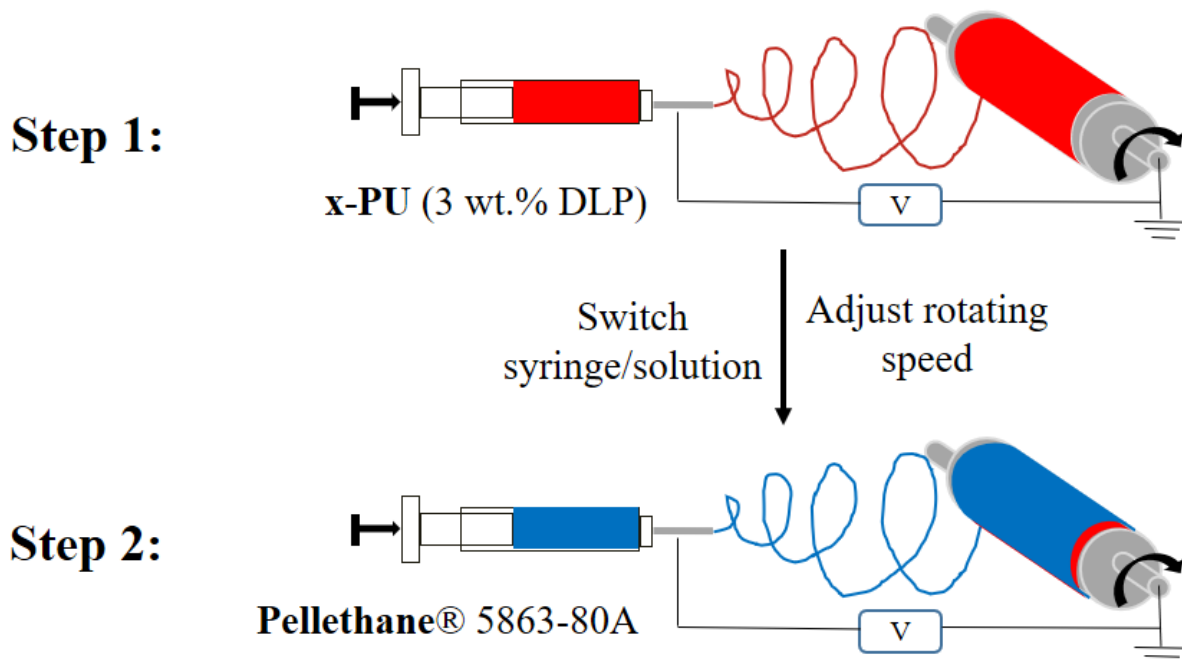 Step 1:
x-PU (3 wt.% DLP)
V
Switch
syringe/solution
Adjust rotating
speed
Step 2:
Pellethane® 5863-80A
V